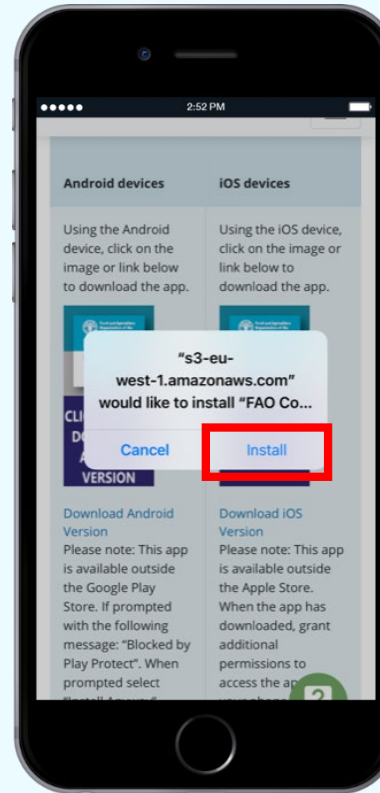 2:52 PM
Android devices
Using the Android
device, click on the
image or link below
to download the app.
VERSION
Download Android
Version
Please note: This app
is available outside
the Google Play
Store. If prompted
with the following
message: "Blocked by
Play Protect". When
prompted select
iOS devices
Using the iOS device,
click on the image or
link below to
download the app.
Download iOS
Version
Please note: This app
is available outside
the Apple Store.
When the app has
downloaded, grant
additional
permissions to
access the
"s3-eu-
west-1.amazonaws.com"
would like to install "FAO Co...
Cancel
Install
?